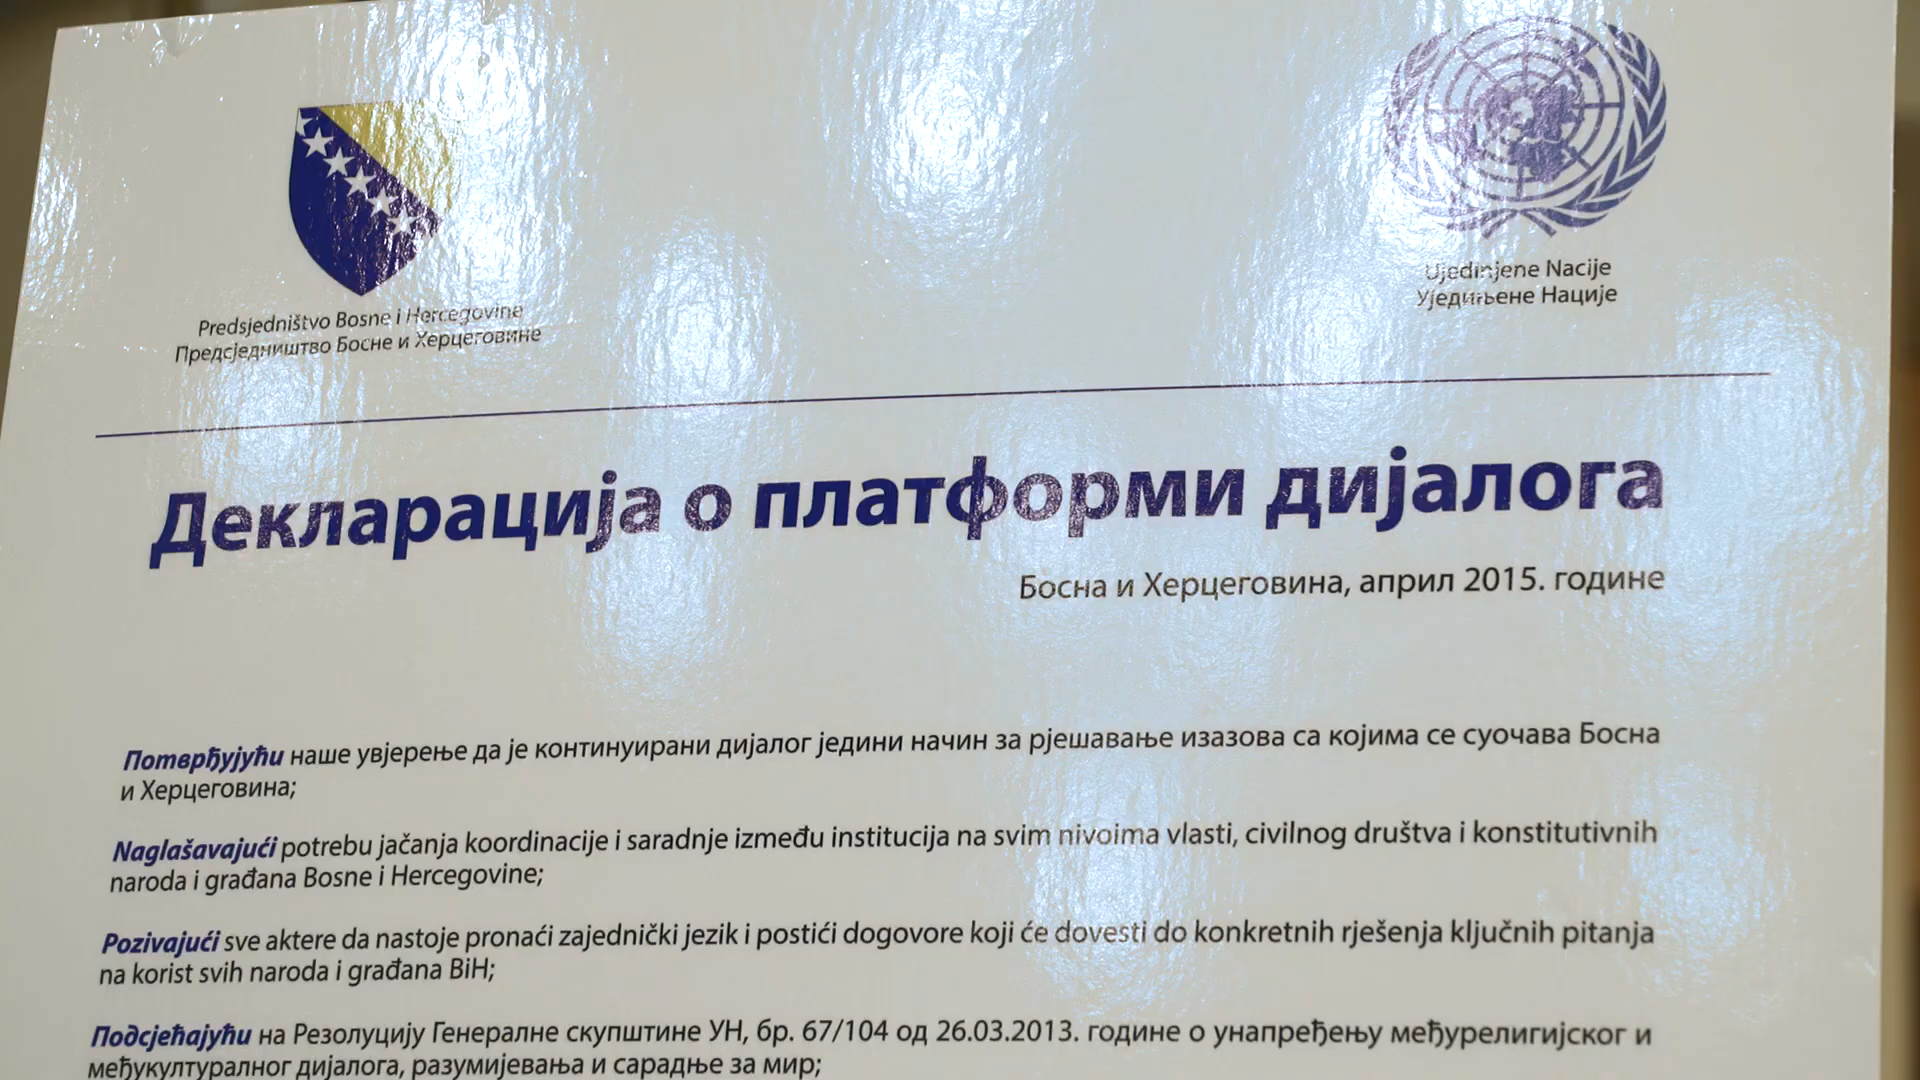 Predsjedništvo Bosne i Hercegovine
Предсједништво Босне и Херцеговине
Ujedinjene Nacije
Уједињене Нације
Декларација о платформи дијалога
Босна и Херцеговина, април 2015. године
Потврђујући наше увјерење да је континуирани дијалог једини начин за рјешавање изазова са којима се суочава Босна
и Херцеговина;
Naglašavajući potrebu jačanja koordinacije i saradnje između institucija na svim nivoima vlasti, civilnog društva i konstitutivnih
naroda i građana Bosne i Hercegovine;
Pozivajući sve aktere da nastoje pronaći zajednički jezik i postići dogovore koji će dovesti do konkretnih rješenja ključnih pitanja
na korist svih naroda i građana BiH;
Подсјећајући на Резолуцију Генералне скупштине УН, бр. 67/104 од 26.03.2013. године о унапређењу међурелигијског и
међукултуралног дијалога, разумијевања и сарадње за мир;